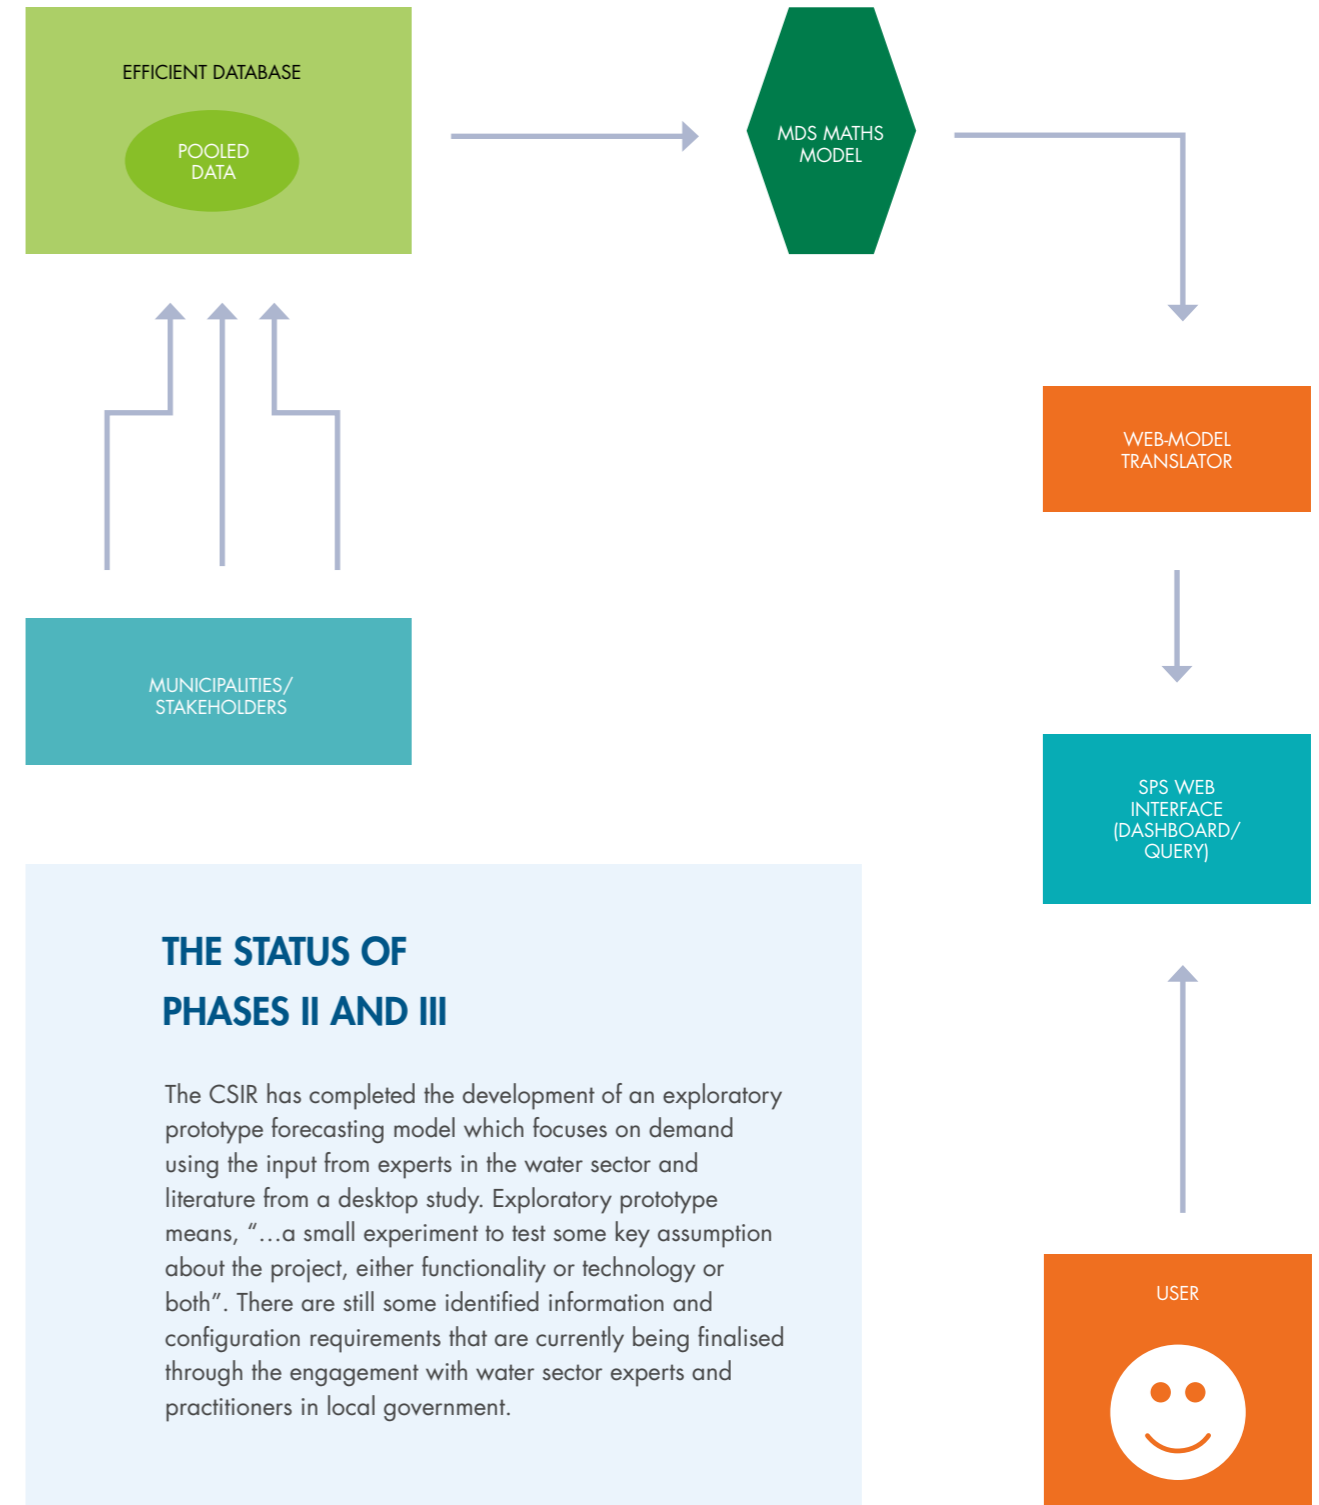 EFFICIENT DATABASE
POOLED
DATA
MDS MATHS
MODEL
WEB-MODEL
TRANSLATOR
MUNICIPALITIES/
STAKEHOLDERS
SPS WEB
INTERFACE
(DASHBOARD/
QUERY)
THE STATUS OF
PHASES II AND III
The CSIR has completed the development of an exploratory
prototype forecasting model which focuses on demand
using the input from experts in the water sector and
literature from a desktop study. Exploratory prototype
means, “…a small experiment to test some key assumption
about the project, either functionality or technology or
both”. There are still some identified information and
configuration requirements that are currently being finalised
through the engagement with water sector experts and
practitioners in local government.
USER